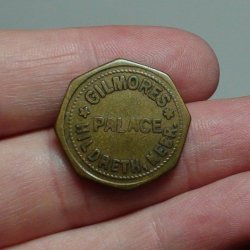 ★ GILMORES ★
PALACE
HILDRETH, NEBR.